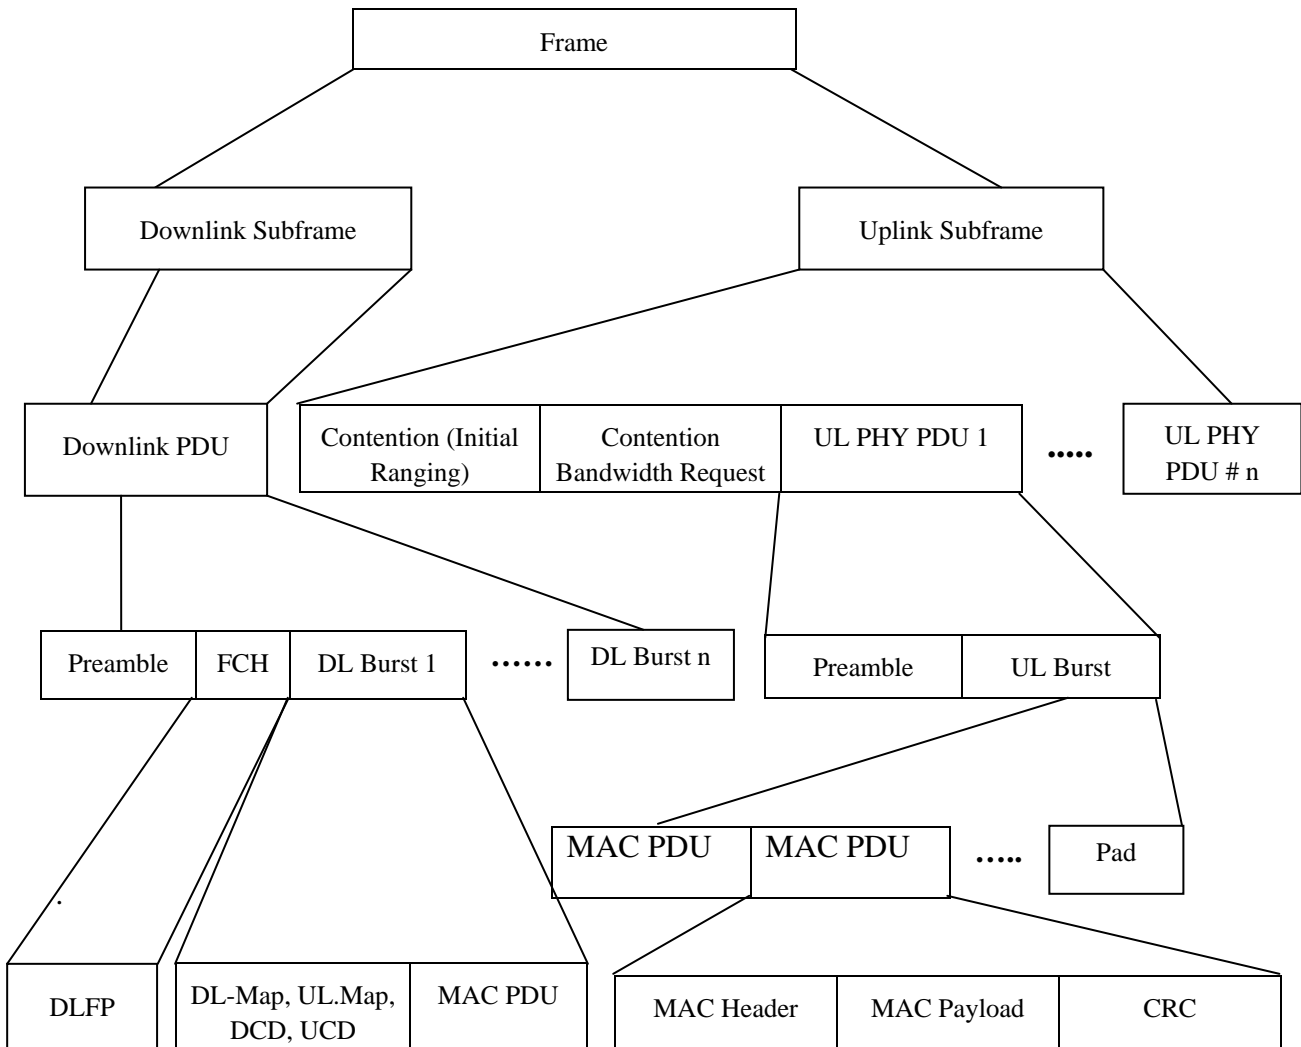 Frame
Downlink Subframe
Uplink Subframe
Downlink PDU
Contention (Initial
Ranging)
Contention
Bandwidth Request
UL PHY PDU 1
.....
UL PHY
PDU # n
Preamble
FCH
DL Burst 1
......
DL Burst n
Preamble
UL Burst
MAC PDU
MAC PDU
.....
Pad
.
DLFP
DL-Map, UL.Map,
DCD, UCD
MAC PDU
MAC Header
MAC Payload
CRC